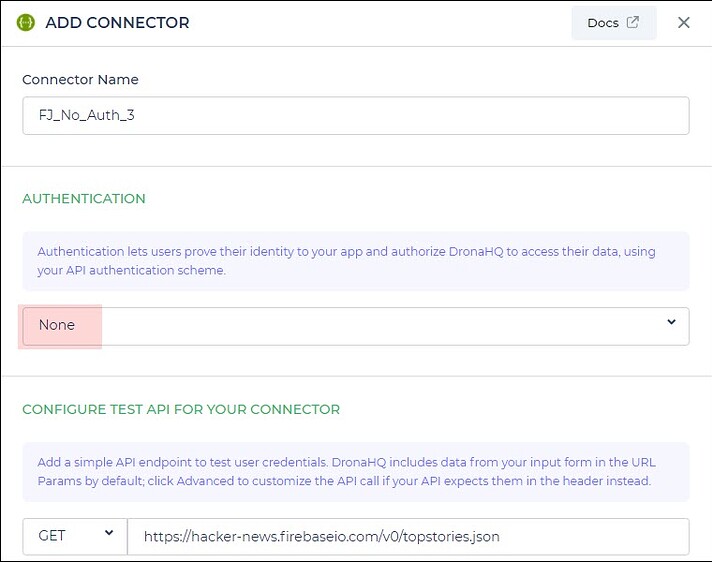 ADD CONNECTOR
Docs
Connector Name
FJ_No_Auth_3
AUTHENTICATION
Authentication lets users prove their identity to your app and authorize DronaHQ to access their data, using
your API authentication scheme.
None
CONFIGURE TEST API FOR YOUR CONNECTOR
Add a simple API endpoint to test user credentials. DronaHQ includes data from your input form in the URL
Params by default; click Advanced to customize the API call if your API expects them in the header instead.
GET https://hacker-news.firebaseio.com/v0/topstories.json